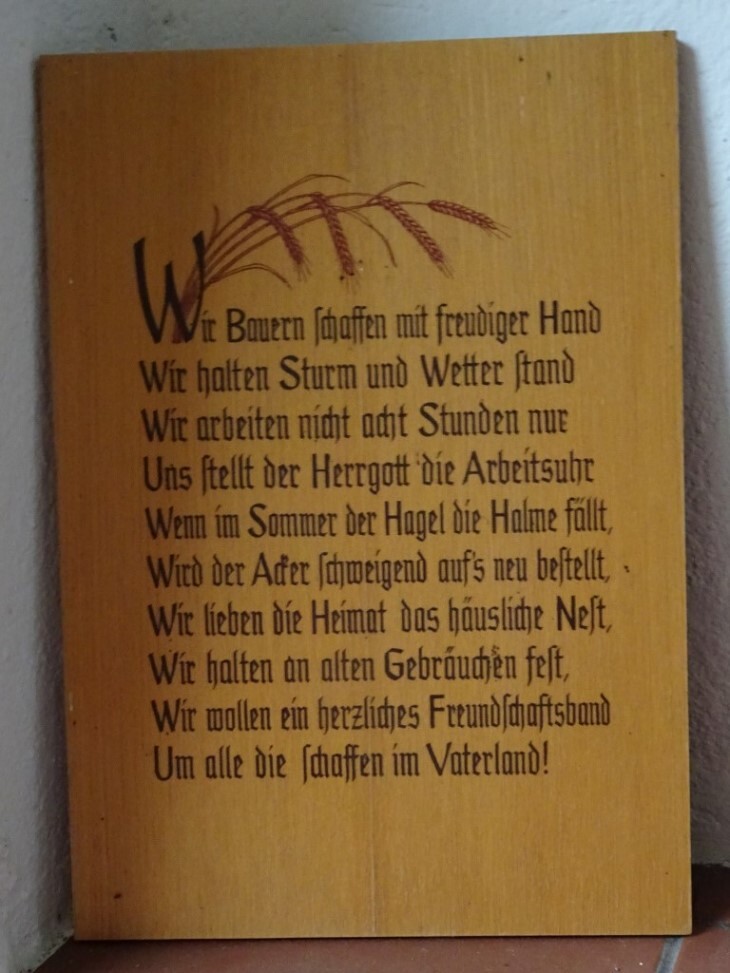 Wir Bauern schaffen mit freudiger Hand
Wir halten Sturm und Wetter stand
Wir arbeiten nicht acht Stunden nur
Uns stellt der Herrgott die Arbeitsuhr
Wenn im Sommer der Hagel die Halme fällt,
Wird der Acker schweigend auf's neu bestellt,
Wir lieben die Heimat das häusliche Nest,
Wir halten an alten Gebräuchen fest,
Wir wollen ein herzliches Freundschaftsband
Um alle die schaffen im Vaterland!